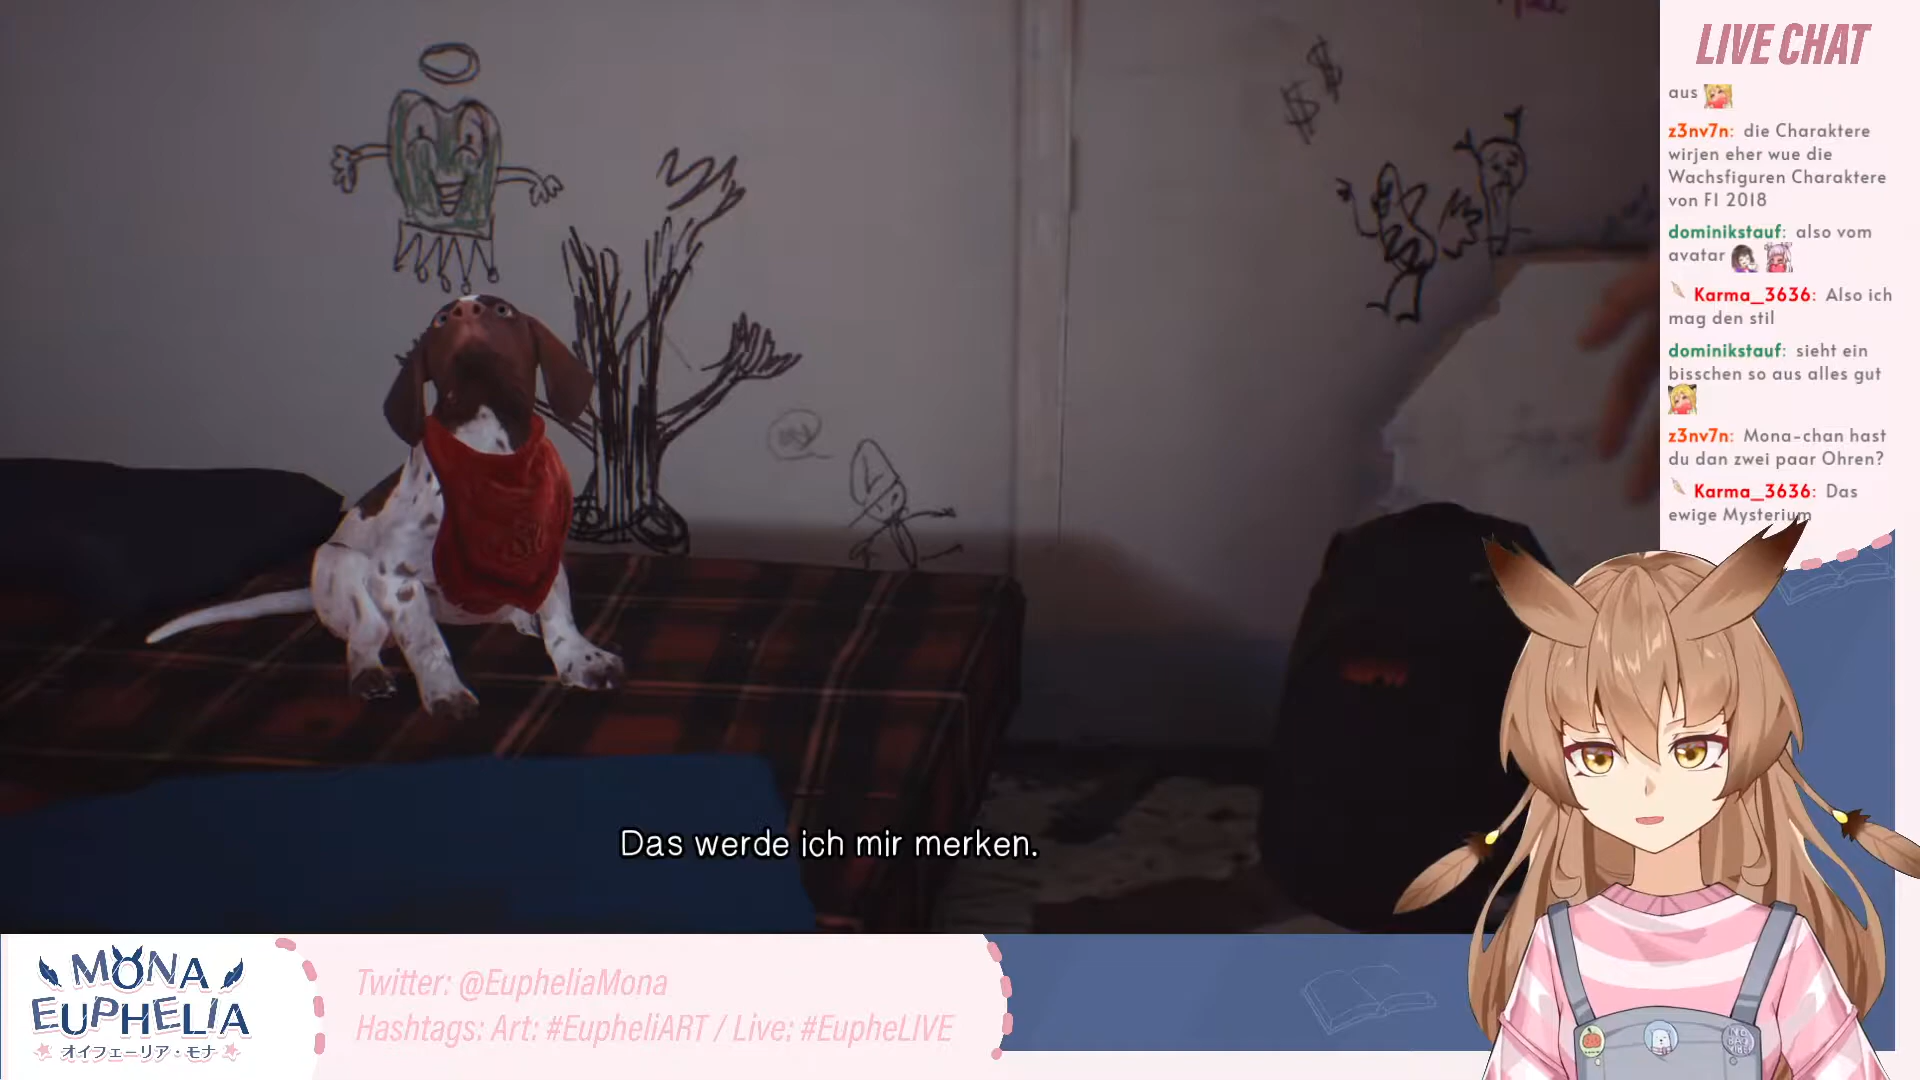 LIVE CHAT
aus
z3nv7n: die Charaktere
wirjen eher wue die
Wachsfiguren Charaktere
von F1 2018
dominikstauf: also vom
avatar
Karma_3636: Also ich
mag den stil
dominikstauf: sieht ein
bisschen so aus alles gut
z3nv7n: Mona-chan hast
du dan zwei paar Ohren?
Karma_3636: Das
ewige Mysterium
$$
Das werde ich mir merken.
MONA
EUPHELIA
オイフェーリア・モナ
Twitter: @EupheliaMona
Hashtags: Art: #EupheliART / Live: #EupheLIVE